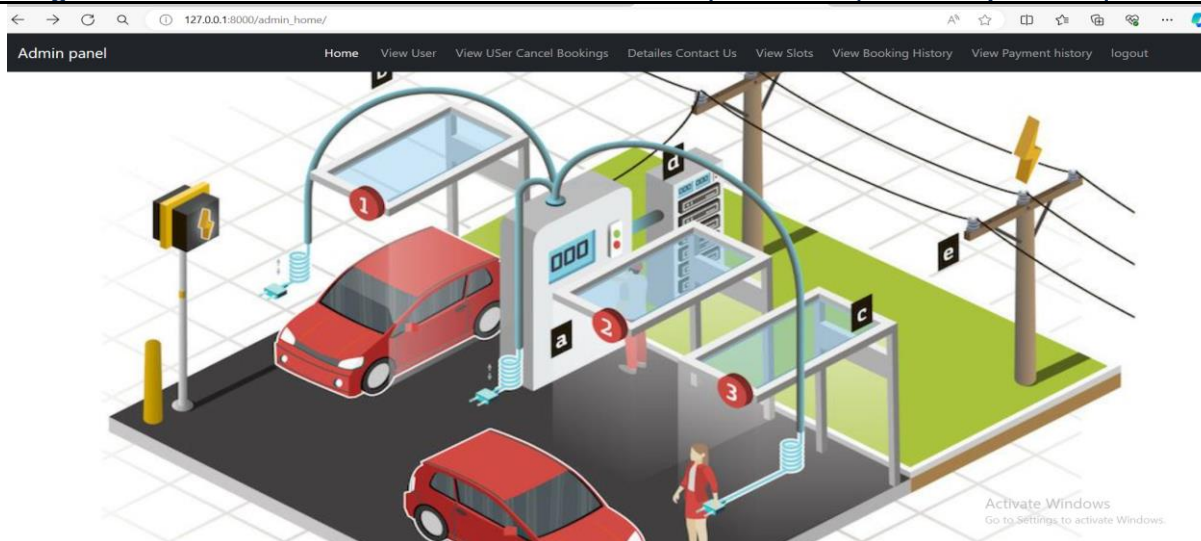 127.0.0.1:8000/admin_home/
Admin panel Home View User View USer Cancel Bookings Detailes Contact Us View Slots View Booking History View Payment history logout
b
1
d
000
000 000
e
2
c
a
3
Activate Windows
Go to Settings to activate Windows.